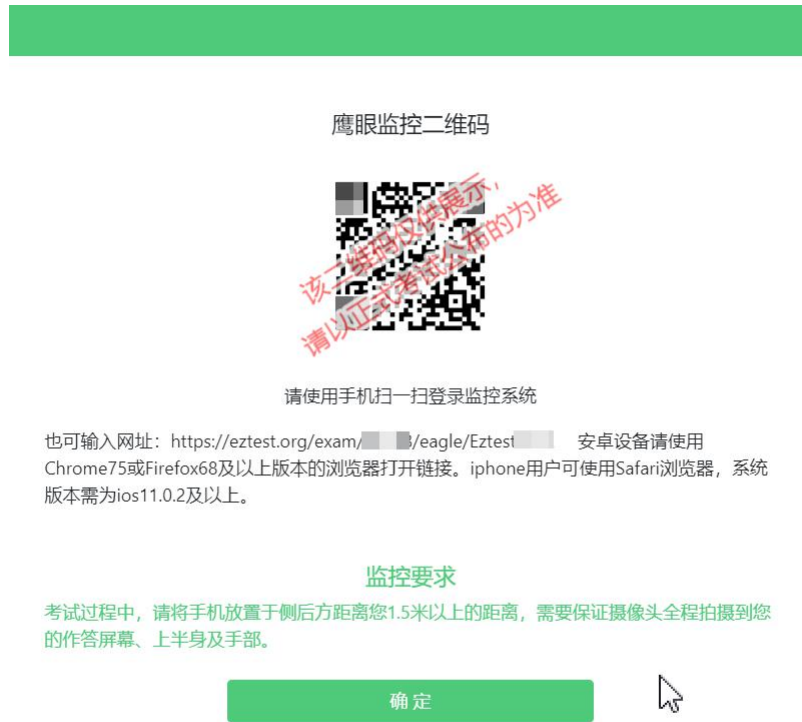 鹰眼监控二维码
该二维码仅供展示,
请以正式考试公布的为准
请使用手机扫一扫登录监控系统
也可输入网址：https://eztest.org/exam/ /eagle/Eztest 安卓设备请使用
Chrome75或Firefox68及以上版本的浏览器打开链接。iphone用户可使用Safari浏览器，系统
版本需为ios11.0.2及以上。
监控要求
考试过程中，请将手机放置于侧后方距离您1.5米以上的距离，需要保证摄像头全程拍摄到您
的作答屏幕、上半身及手部。
确定